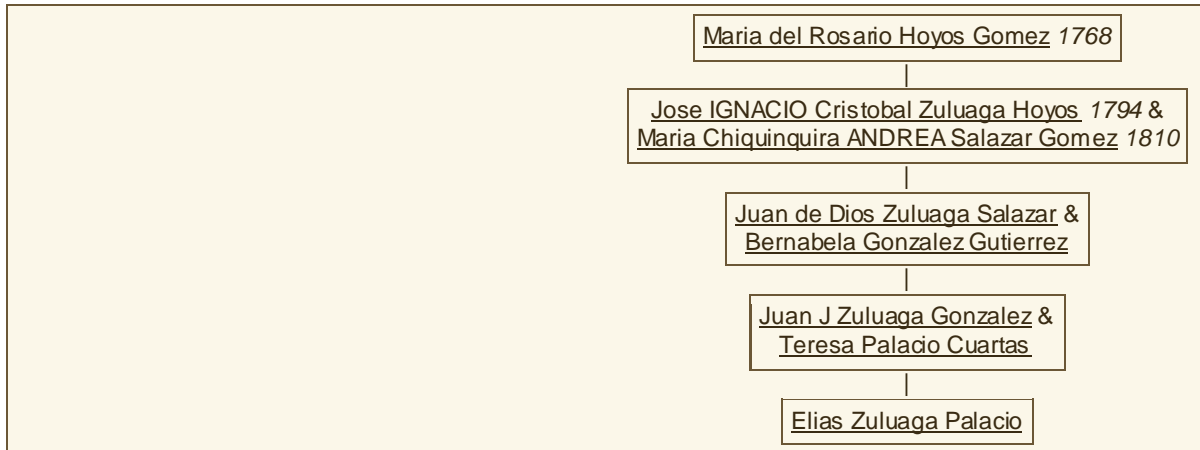 Maria del Rosario Hoyos Gomez 1768
Jose IGNACIO Cristobal Zuluaga Hoyos 1794 &
Maria Chiquinquira ANDREA Salazar Gomez 1810
Juan de Dios Zuluaga Salazar &
Bernabela Gonzalez Gutierrez
Juan J Zuluaga Gonzalez &
Teresa Palacio Cuartas
Elias Zuluaga Palacio